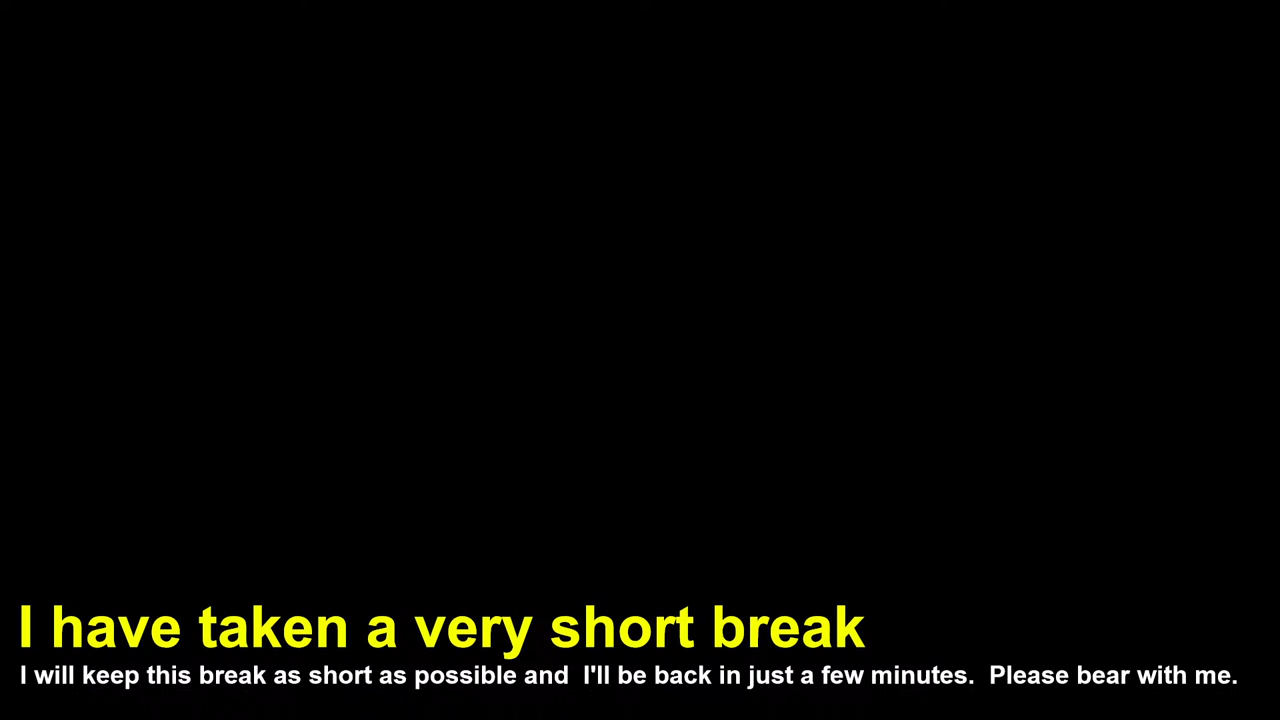 I have taken a very short break
I will keep this break as short as possible and  I'll be back in just a few minutes.  Please bear with me.